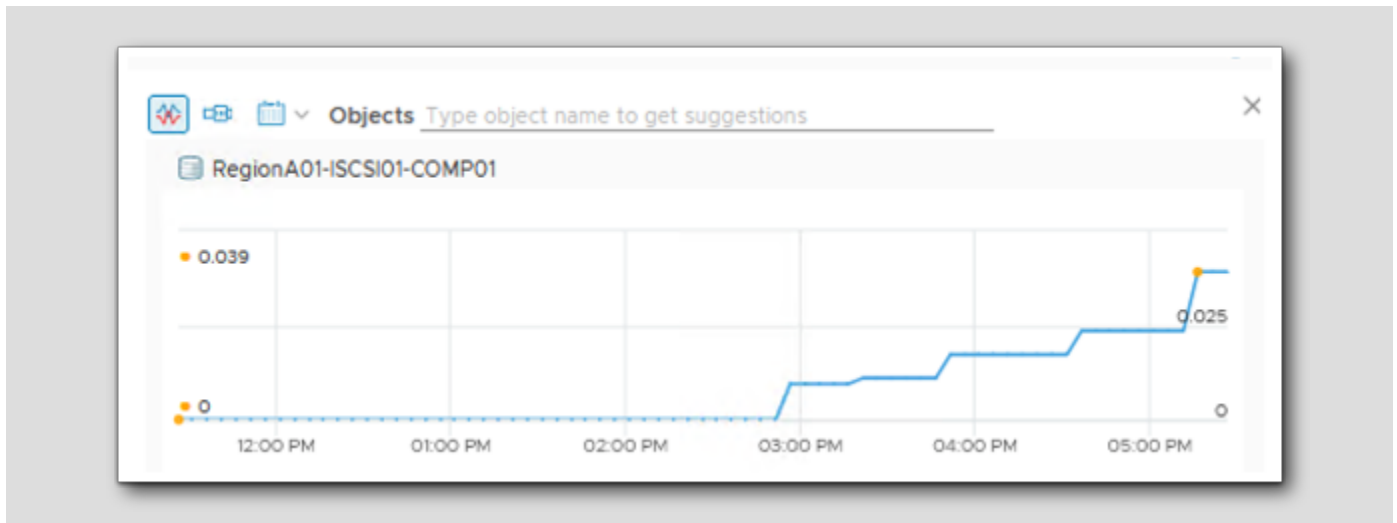 Objects Type object name to get suggestions
RegionA01-ISCSI01-COMP01
0.039
0.025
0
0
12:00 PM 01:00 PM 02:00 PM 03:00 PM 04:00 PM 05:00 PM